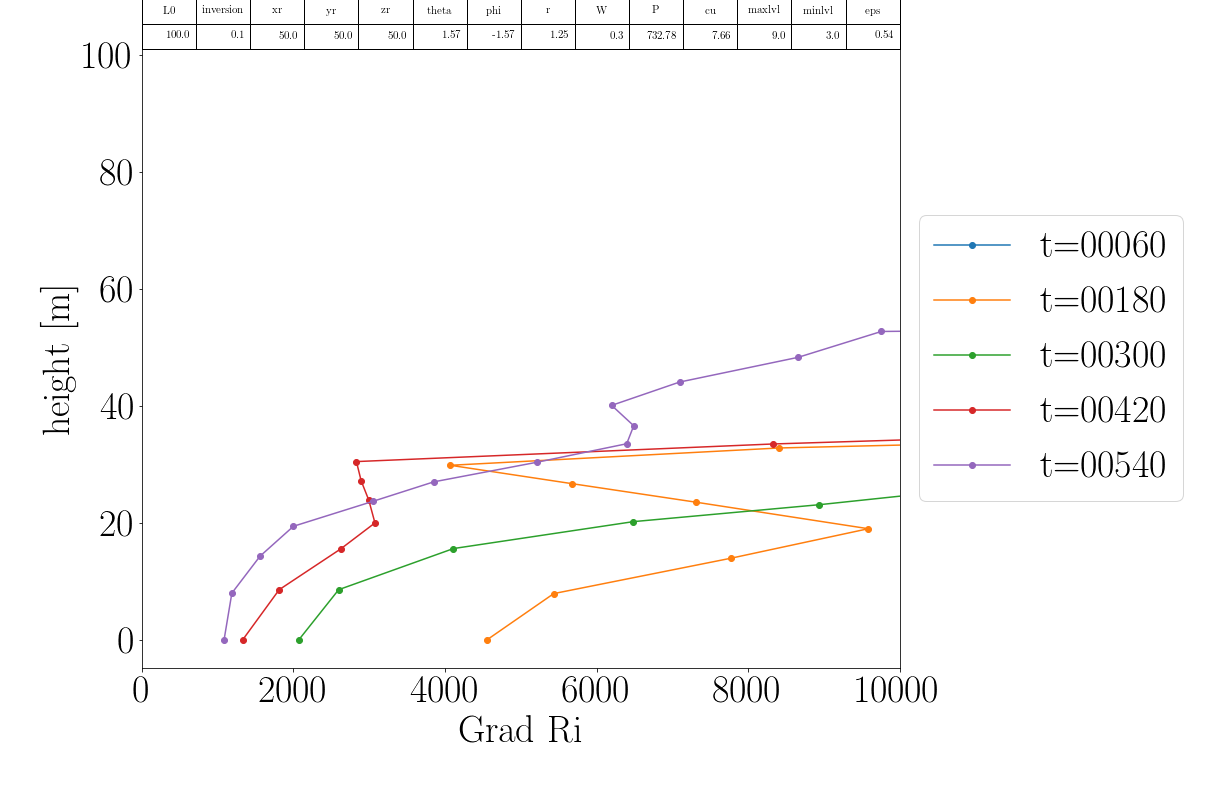 L0 inversion xr yr zr theta phi r W P cu maxlvl minlvl eps
100.0 0.1 50.0 50.0 50.0 1.57 -1.57 1.25 0.3 732.78 7.66 9.0 3.0 0.54
100
80
60
40
20
0
height [m]
0 2000 4000 6000 8000 10000
Grad Ri
t=00060
t=00180
t=00300
t=00420
t=00540